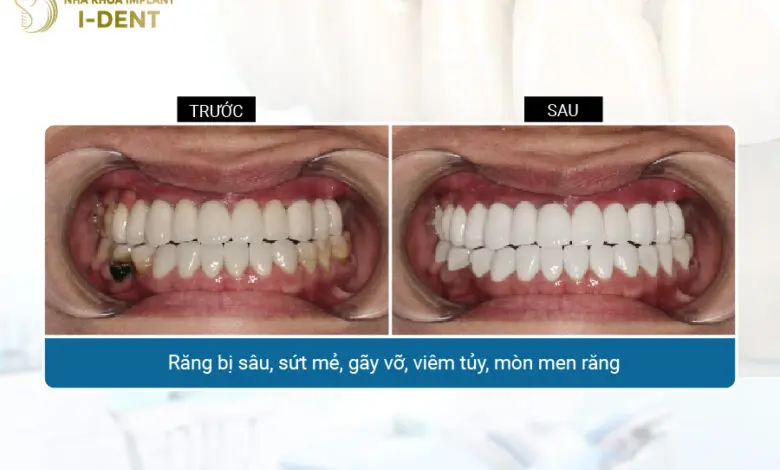 NHA KHOA IMPLANT
I-DENT
TRƯỚC
SAU
Răng bị sâu, sứt mẻ, gãy vỡ, viêm tủy, mòn men răng